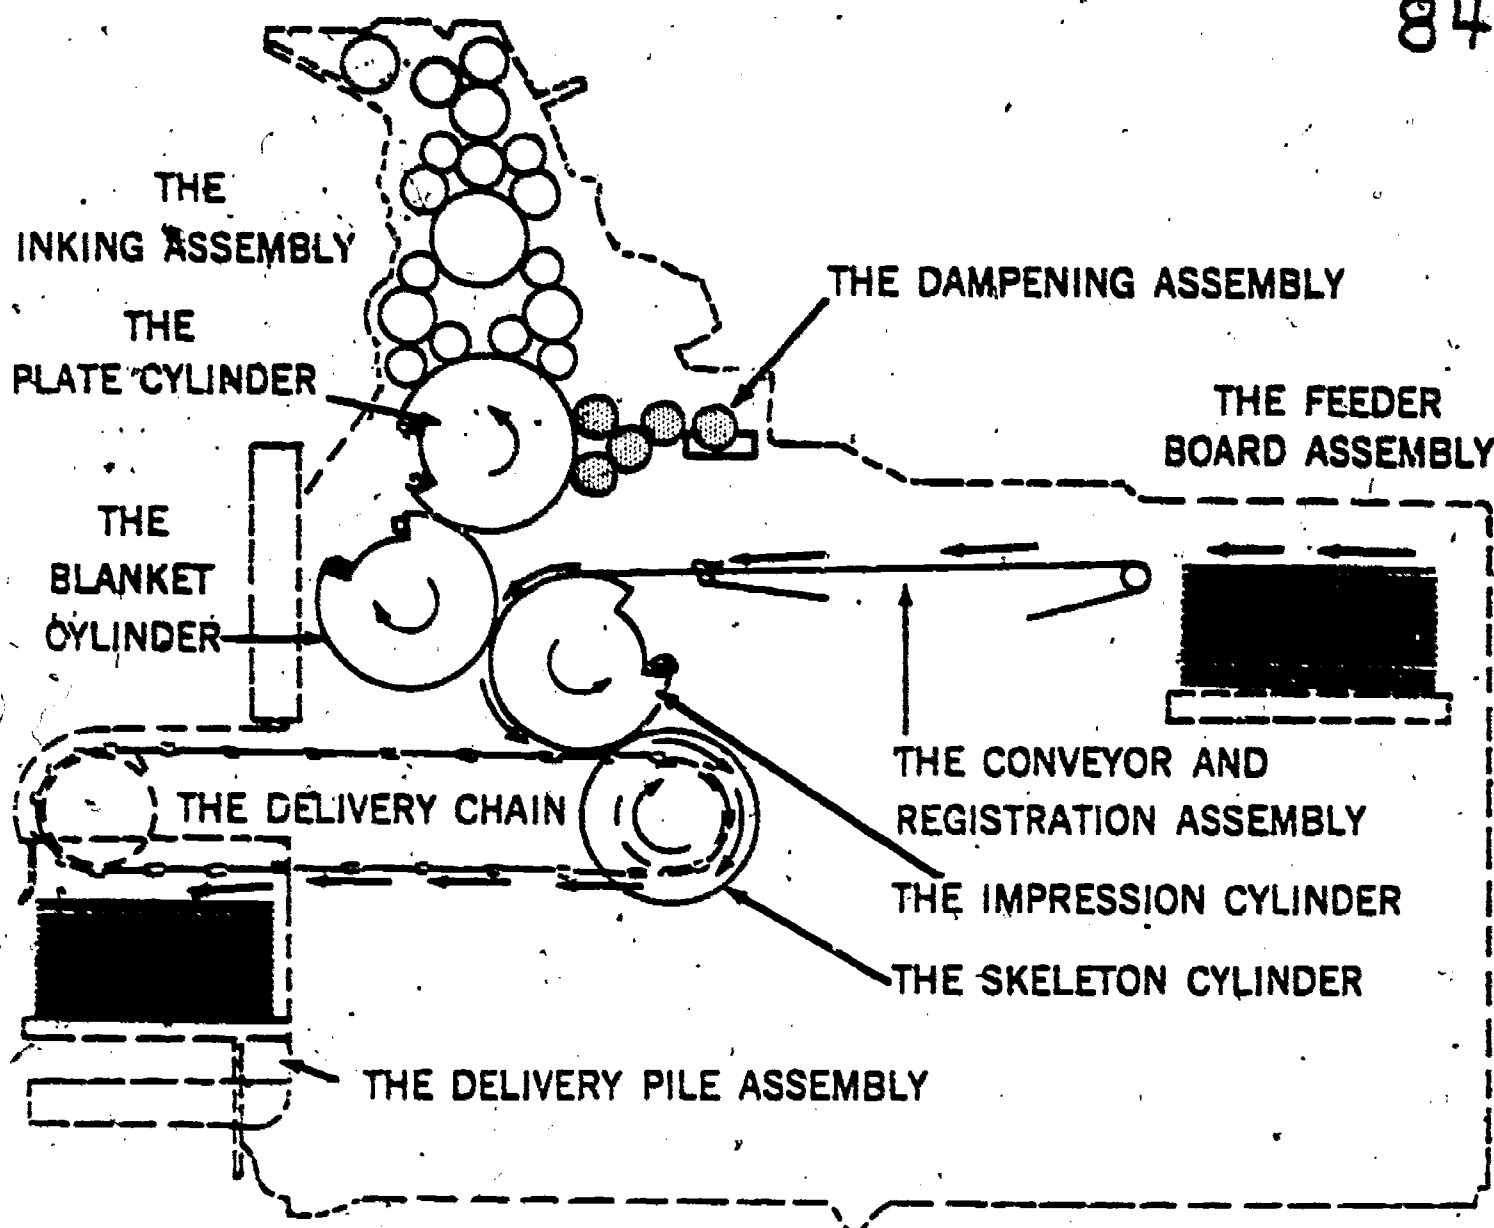 84
THE
INKING ASSEMBLY
THE
PLATE CYLINDER
THE DAMPENING ASSEMBLY
THE FEEDER
BOARD ASSEMBLY
THE
BLANKET
CYLINDER
THE CONVEYOR AND
REGISTRATION ASSEMBLY
THE DELIVERY CHAIN
THE IMPRESSION CYLINDER
THE SKELETON CYLINDER
THE DELIVERY PILE ASSEMBLY